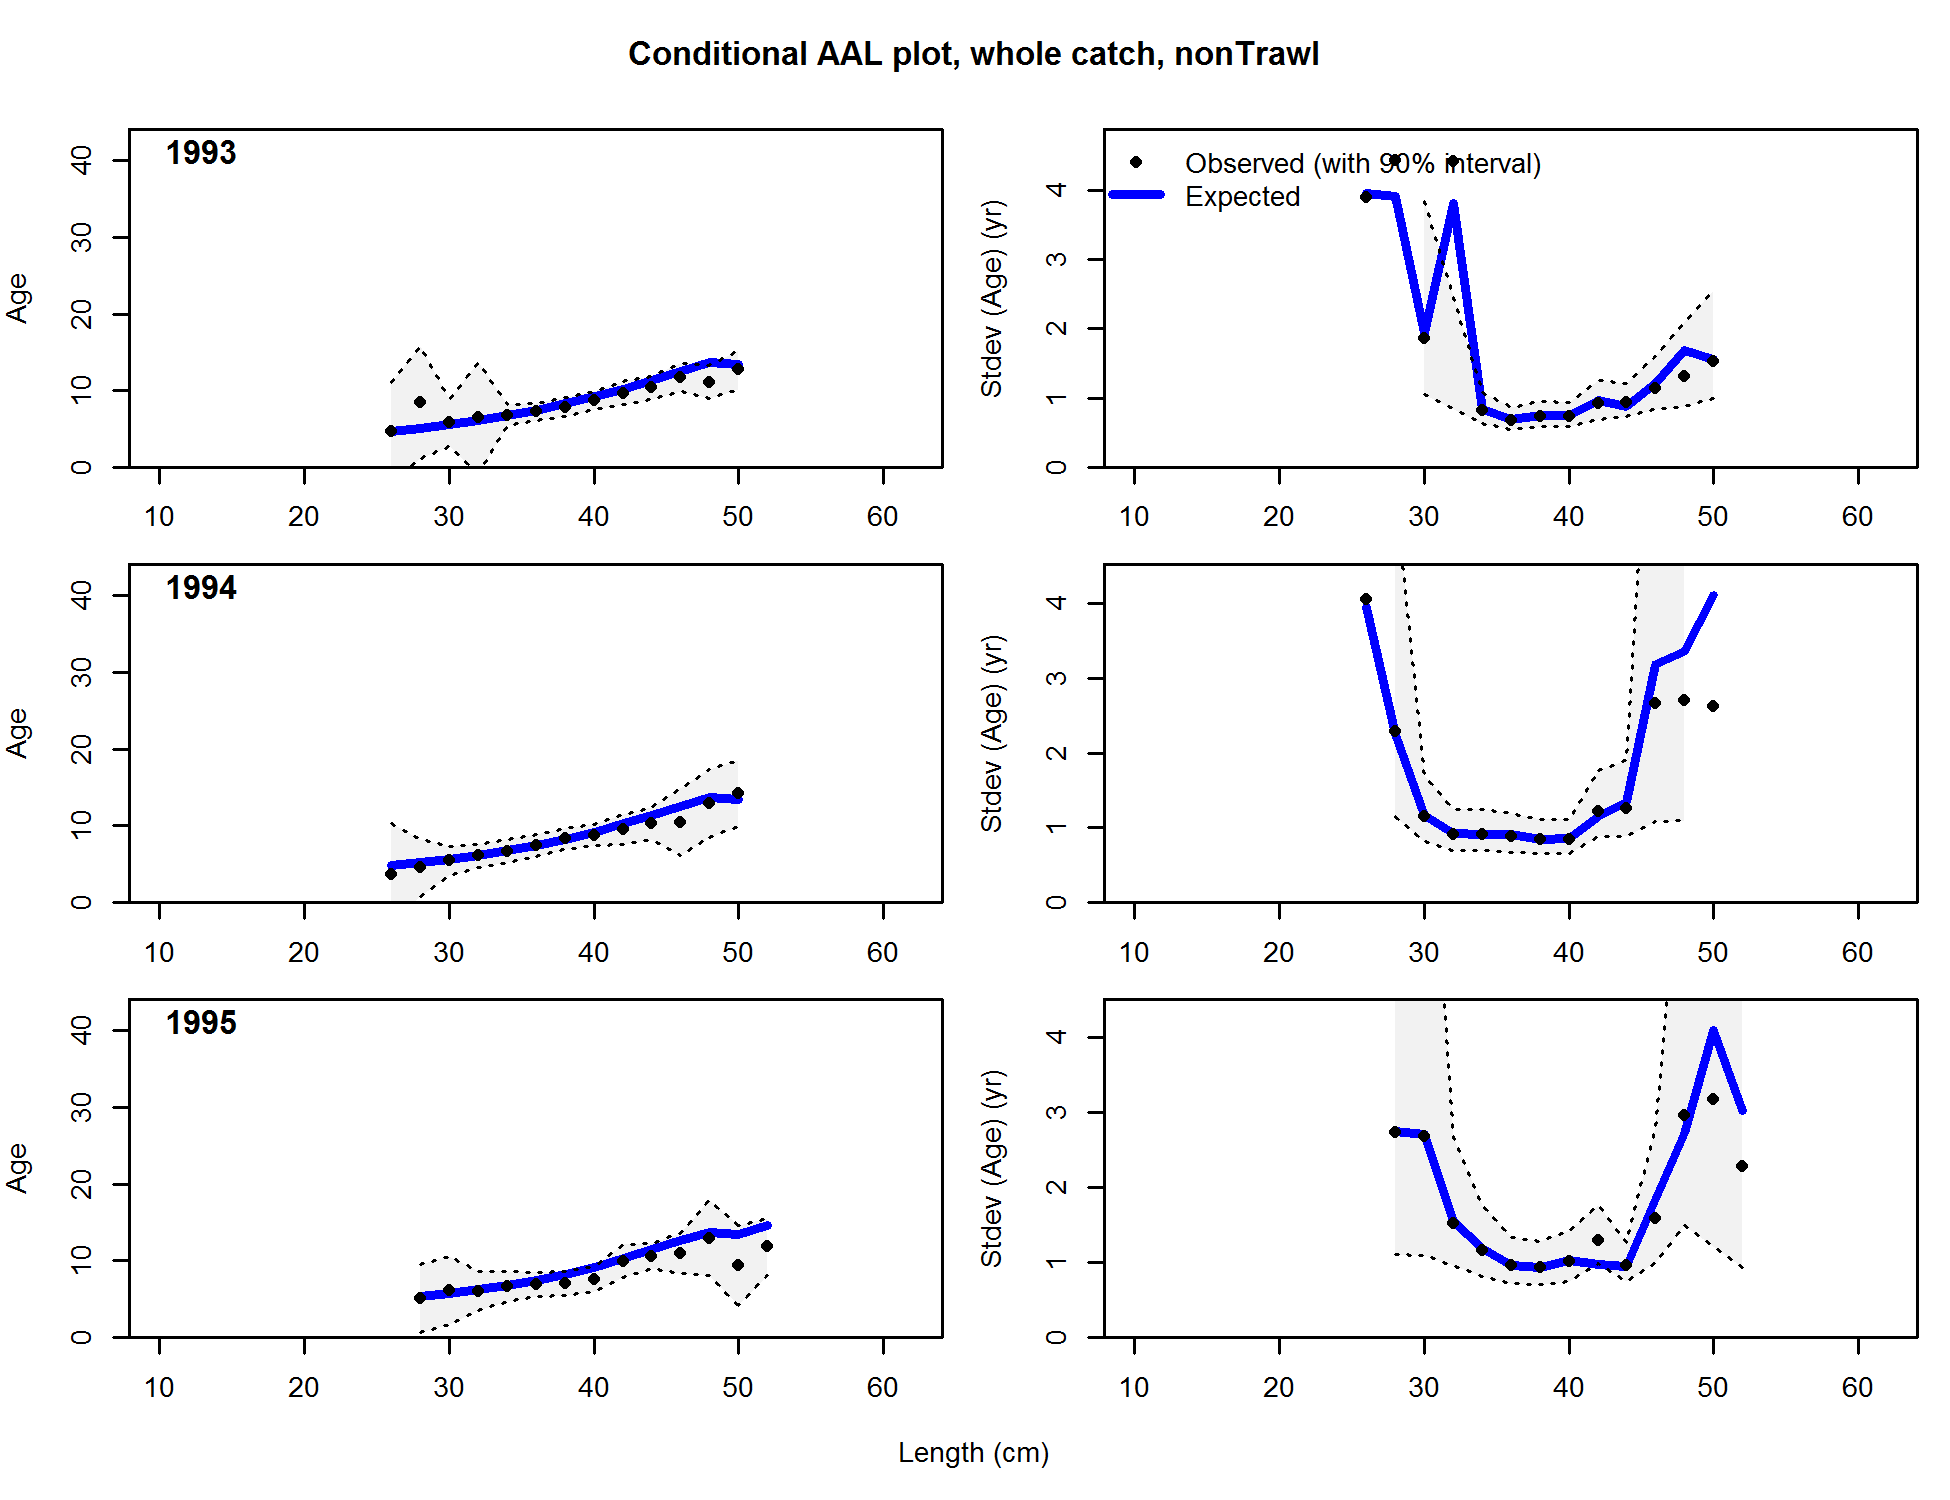 Conditional AAL plot, whole catch, nonTrawl
1993
Age
0 10 20 30 40
10 20 30 40 50 60
Observed (with 90% interval)
Expected
Stdev (Age) (yr)
0 1 2 3 4
10 20 30 40 50 60
1994
Age
0 10 20 30 40
10 20 30 40 50 60
Stdev (Age) (yr)
0 1 2 3 4
10 20 30 40 50 60
1995
Age
0 10 20 30 40
10 20 30 40 50 60
Stdev (Age) (yr)
0 1 2 3 4
10 20 30 40 50 60
Length (cm)